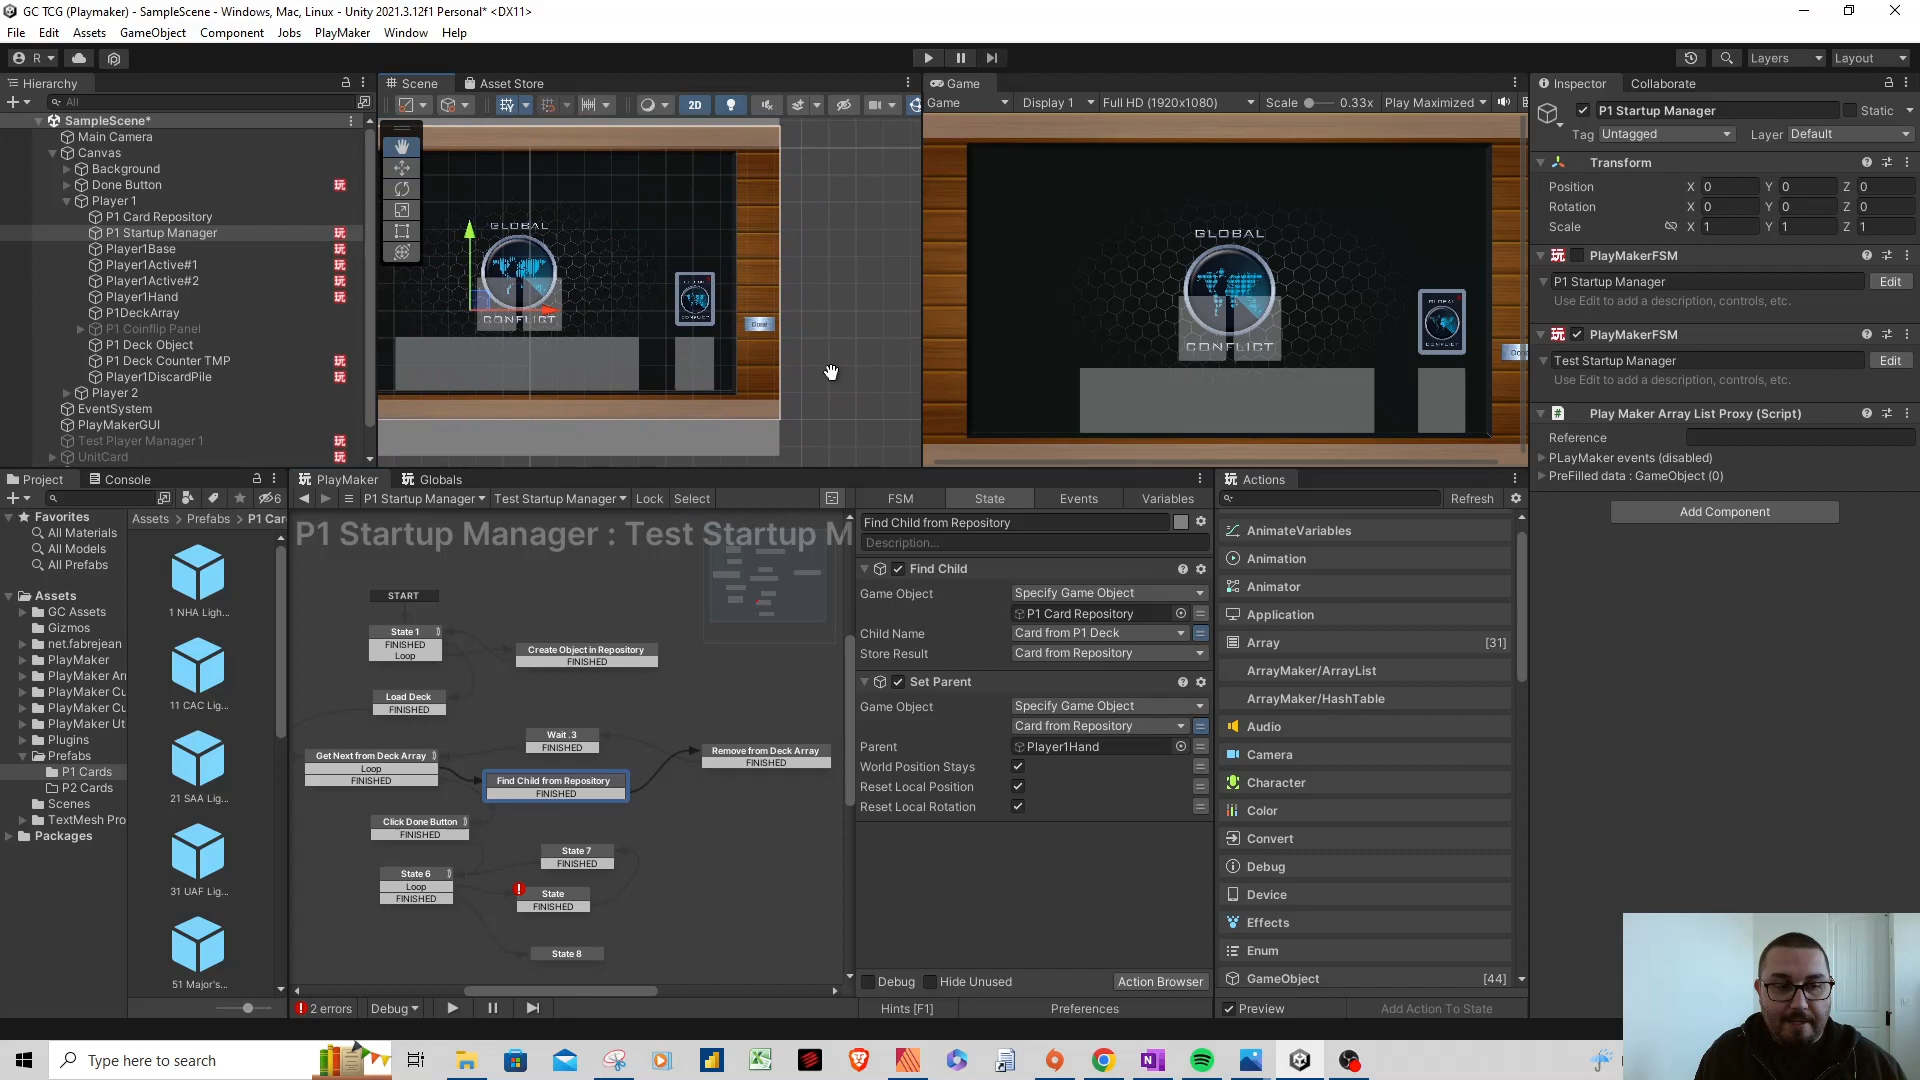 GC TCG (Playmaker) - SampleScene - Windows, Mac, Linux - Unity 2021.3.12f1 Personal* <DX11>
File Edit Assets GameObject Component Jobs PlayMaker Window Help
R Layers Layout
Hierarchy
All
SampleScene*
Main Camera
Canvas
Background
Done Button
Player 1
P1 Card Repository
P1 Startup Manager
Player1Base
Player1Active#1
Player1Active#2
Player1Hand
P1DeckArray
P1 Coinflip Panel
P1 Deck Object
P1 Deck Counter TMP
Player1DiscardPile
Player 2
EventSystem
PlayMakerGUI
Test Player Manager 1
UnitCard
Scene Asset Store
2D
GLOBAL
CONFLICT
Done
Game
Game Display 1 Full HD (1920x1080) Scale 0.33x Play Maximized
GLOBAL
CONFLICT
GLOBAL
CONFLICT
Inspector Collaborate
P1 Startup Manager Static
Tag Untagged Layer Default
Transform
Position X 0 Y 0 Z 0
Rotation X 0 Y 0 Z 0
Scale X 1 Y 1 Z 1
PlayMakerFSM
P1 Startup Manager Edit
Use Edit to add a description, controls, etc.
PlayMakerFSM
Test Startup Manager Edit
Use Edit to add a description, controls, etc.
Play Maker Array List Proxy (Script)
Reference
PLayMaker events (disabled)
PreFilled data : GameObject (0)
Add Component
Project Console
6
Favorites
All Materials
All Models
All Prefabs
Assets
GC Assets
Gizmos
net.fabrejean
PlayMaker
PlayMaker Ar
PlayMaker Cu
PlayMaker Cu
PlayMaker Ut
Plugins
Prefabs
P1 Cards
P2 Cards
Scenes
TextMesh Pro
Packages
Assets > Prefabs > P1 Car
1 NHA Ligh...
11 CAC Lig...
21 SAA Lig...
31 UAF Lig...
51 Major's...
PlayMaker Globals
P1 Startup Manager Test Startup Manager Lock Select
P1 Startup Manager : Test Startup M
START
State 1
FINISHED
Loop
Create Object in Repository
FINISHED
Load Deck
FINISHED
Wait .3
FINISHED
Get Next from Deck Array
Loop
FINISHED
Remove from Deck Array
FINISHED
Find Child from Repository
FINISHED
Click Done Button
FINISHED
State 7
FINISHED
State 6
Loop
FINISHED
State
FINISHED
State 8
2 errors Debug
FSM State Events Variables
Find Child from Repository
Description...
Find Child
Game Object Specify Game Object
P1 Card Repository
Child Name Card from P1 Deck
Store Result Card from Repository
Set Parent
Game Object Specify Game Object
Card from Repository
Parent Player1Hand
World Position Stays
Reset Local Position
Reset Local Rotation
Debug Hide Unused Action Browser
Hints [F1] Preferences
Actions
Refresh
AnimateVariables
Animation
Animator
Application
Array [31]
ArrayMaker/ArrayList
ArrayMaker/HashTable
Audio
Camera
Character
Color
Convert
Debug
Device
Effects
Enum
GameObject [44]
Preview Add Action To State
Type here to search